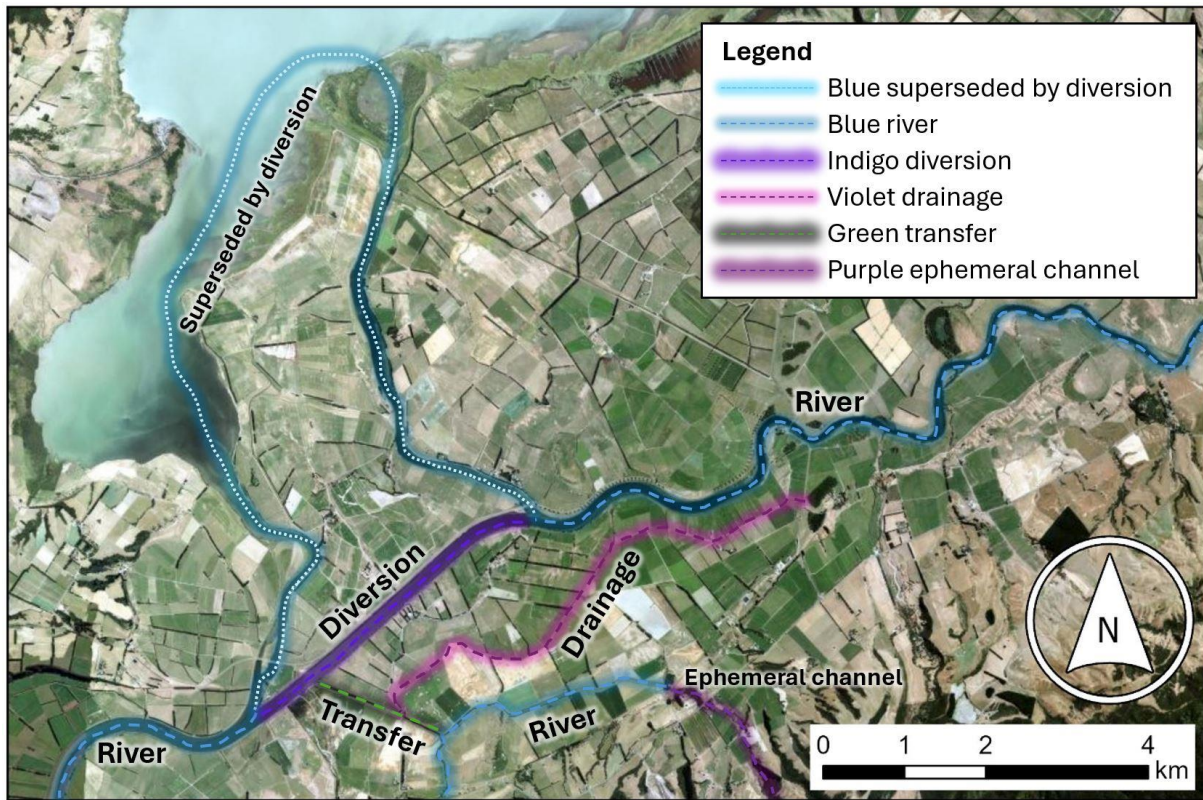 Legend
Blue superseded by diversion
Blue river
Indigo diversion
Violet drainage
Green transfer
Purple ephemeral channel
Superseded by diversion
River
Diversion
Drainage
Ephemeral channel
Transfer
River
River
N
0 1 2 4
km